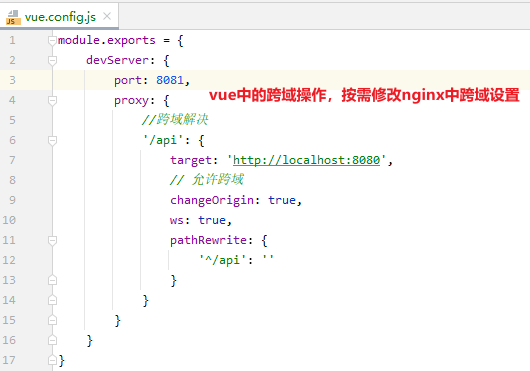 vue.config.js
1 module.exports = {
2 devServer: {
3 port: 8081,
vue中的跨域操作，按需修改nginx中跨域设置
4 proxy: {
5 //跨域解决
6 '/api': {
7 target: 'http://localhost:8080',
8 // 允许跨域
9 changeOrigin: true,
10 ws: true,
11 pathRewrite: {
12 '^/api': ''
13 }
14 }
15 }
16 }
17 }